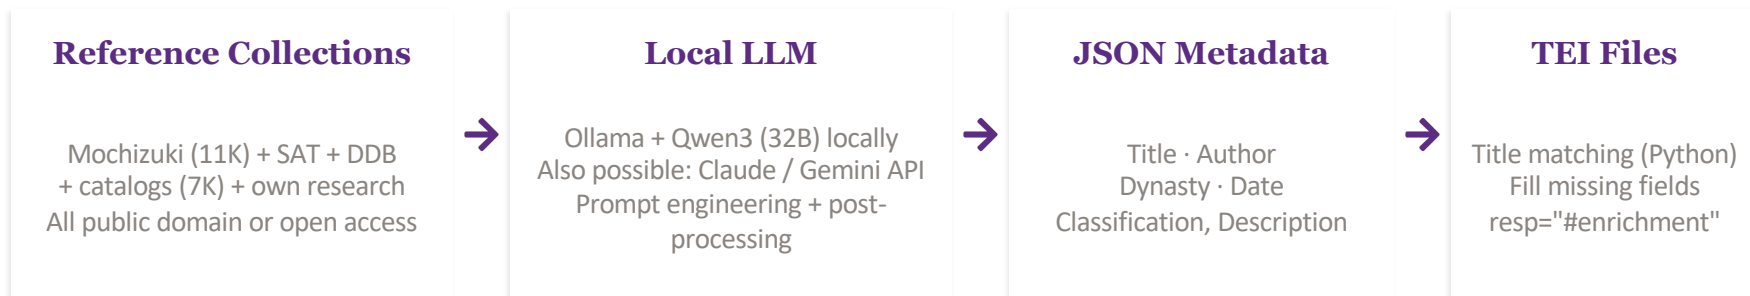 Reference Collections
Mochizuki (11K) + SAT + DDB
+ catalogs (7K) + own research
All public domain or open access
Local LLM
Ollama + Qwen3 (32B) locally
Also possible: Claude / Gemini API
Prompt engineering + post-
processing
JSON Metadata
Title · Author
Dynasty · Date
Classification, Description
TEI Files
Title matching (Python)
Fill missing fields
resp="#enrichment"